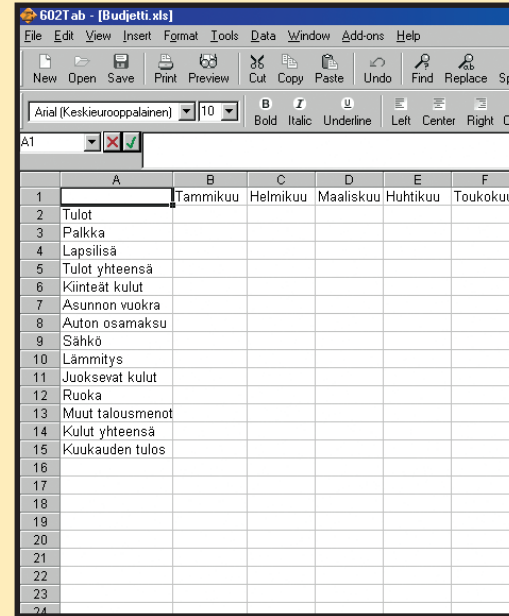 602Tab - [Budjetti.xls]
File Edit View Insert Format Tools Data Window Add-ons Help
New Open Save Print Preview Cut Copy Paste Undo Find Replace Sp
Arial (Keskieurooppalainen) 10 B Bold I Italic U Underline Left Center Right C
A1
A B C D E F
1 Tammikuu Helmikuu Maaliskuu Huhtikuu Toukokuu
2 Tulot
3 Palkka
4 Lapsilisä
5 Tulot yhteensä
6 Kiinteät kulut
7 Asunnon vuokra
8 Auton osamaksu
9 Sähkö
10 Lämmitys
11 Juoksevat kulut
12 Ruoka
13 Muut talousmenot
14 Kulut yhteensä
15 Kuukauden tulos
16
17
18
19
20
21
22
23
24